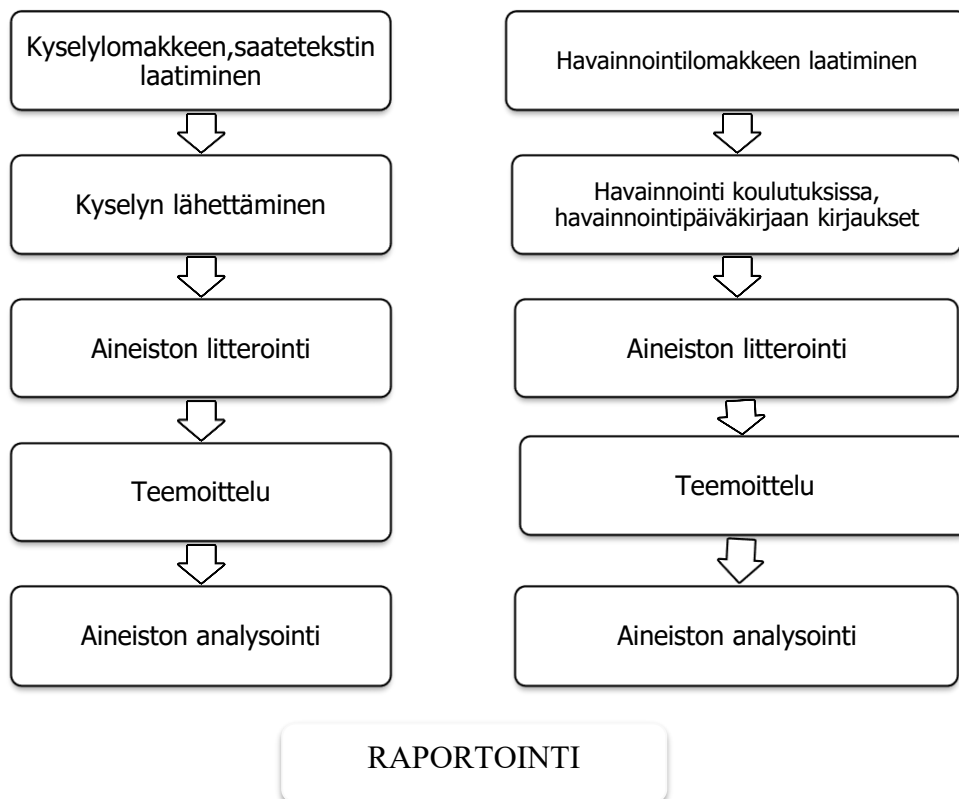 Kyselylomakkeen,saatetekstin
laatiminen
Kyselyn lähettäminen
Aineiston litterointi
Teemoittelu
Aineiston analysointi
Havainnointilomakkeen laatiminen
Havainnointi koulutuksissa,
havainnointipäiväkirjaan kirjaukset
Aineiston litterointi
Teemoittelu
Aineiston analysointi
RAPORTOINTI